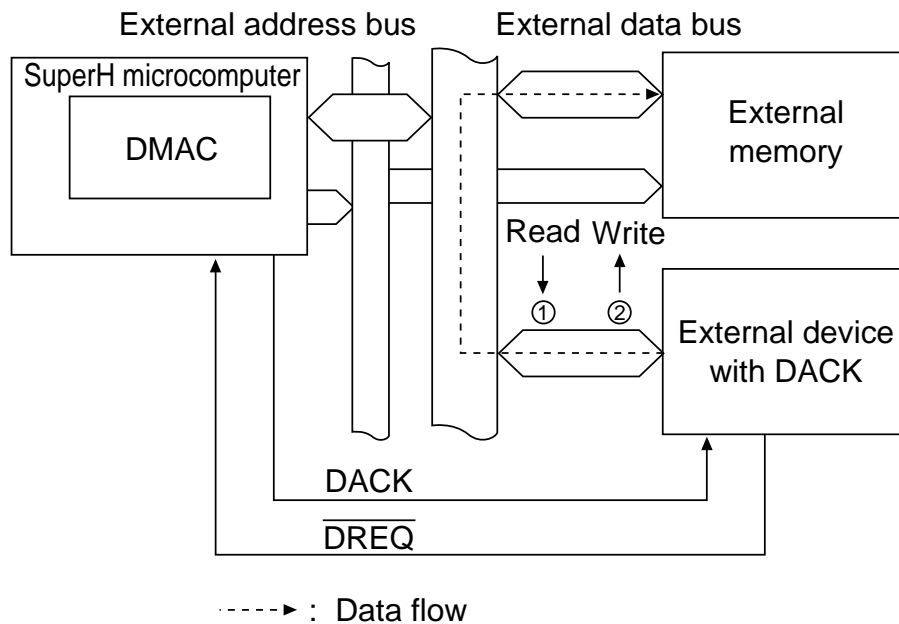 External address bus
External data bus
SuperH microcomputer
DMAC
External
memory
Read
Write
①
②
External device
with DACK
DACK
D̅R̅E̅Q̅
: Data flow